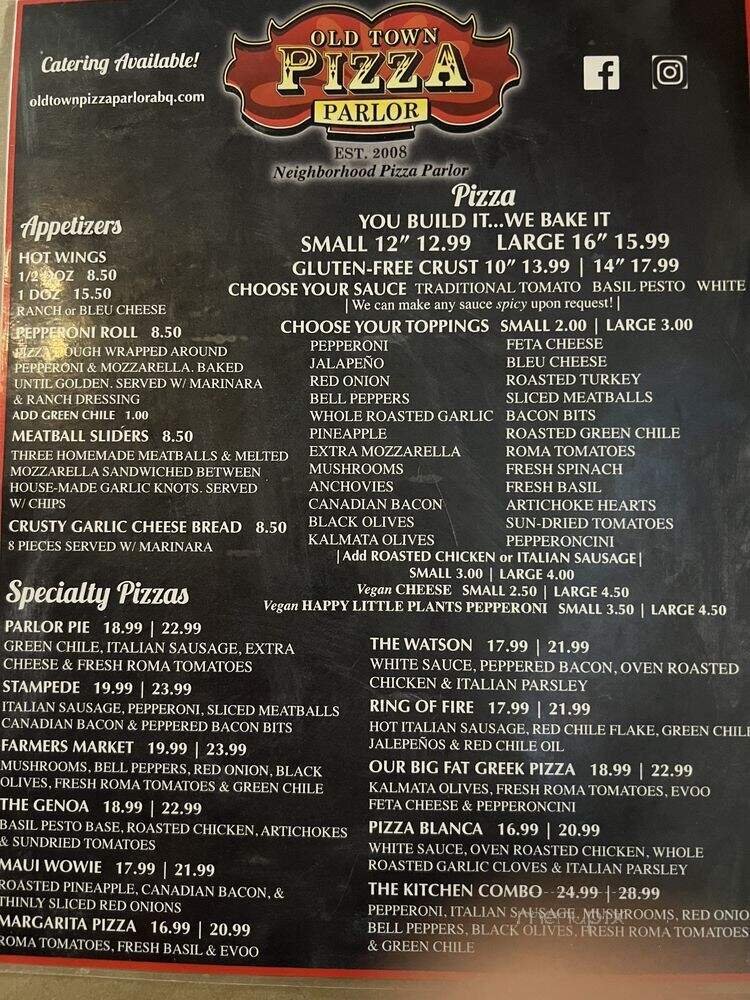 Catering Available!
oldtownpizzaparlorabq.com
OLD TOWN
PIZZA
PARLOR
EST. 2008
Neighborhood Pizza Parlor
Appetizers
HOT WINGS
1/2 DOZ 8.50
1 DOZ 15.50
RANCH or BLEU CHEESE
PEPPERONI ROLL 8.50
PIZZA DOUGH WRAPPED AROUND
PEPPERONI & MOZZARELLA. BAKED
UNTIL GOLDEN. SERVED W/ MARINARA
& RANCH DRESSING
ADD GREEN CHILE 1.00
MEATBALL SLIDERS 8.50
THREE HOMEMADE MEATBALLS & MELTED
MOZZARELLA SANDWICHED BETWEEN
HOUSE-MADE GARLIC KNOTS. SERVED
W/ CHIPS
CRUSTY GARLIC CHEESE BREAD 8.50
8 PIECES SERVED W/ MARINARA
Pizza
YOU BUILD IT...WE BAKE IT
SMALL 12" 12.99 LARGE 16" 15.99
GLUTEN-FREE CRUST 10" 13.99 | 14" 17.99
CHOOSE YOUR SAUCE TRADITIONAL TOMATO BASIL PESTO WHITE
|We can make any sauce spicy upon request!|
CHOOSE YOUR TOPPINGS SMALL 2.00 | LARGE 3.00
PEPPERONI
JALAPEÑO
RED ONION
BELL PEPPERS
WHOLE ROASTED GARLIC
PINEAPPLE
EXTRA MOZZARELLA
MUSHROOMS
ANCHOVIES
CANADIAN BACON
BLACK OLIVES
KALMATA OLIVES
FETA CHEESE
BLEU CHEESE
ROASTED TURKEY
SLICED MEATBALLS
BACON BITS
ROASTED GREEN CHILE
ROMA TOMATOES
FRESH SPINACH
FRESH BASIL
ARTICHOKE HEARTS
SUN-DRIED TOMATOES
PEPPERONCINI
|Add ROASTED CHICKEN or ITALIAN SAUSAGE|
SMALL 3.00 | LARGE 4.00
Vegan CHEESE SMALL 2.50 | LARGE 4.50
Vegan HAPPY LITTLE PLANTS PEPPERONI SMALL 3.50 | LARGE 4.50
Specialty Pizzas
PARLOR PIE 18.99 | 22.99
GREEN CHILE, ITALIAN SAUSAGE, EXTRA
CHEESE & FRESH ROMA TOMATOES
STAMPEDE 19.99 | 23.99
ITALIAN SAUSAGE, PEPPERONI, SLICED MEATBALLS
CANADIAN BACON & PEPPERED BACON BITS
FARMERS MARKET 19.99 | 23.99
MUSHROOMS, BELL PEPPERS, RED ONION, BLACK
OLIVES, FRESH ROMA TOMATOES & GREEN CHILE
THE GENOA 18.99 | 22.99
BASIL PESTO BASE, ROASTED CHICKEN, ARTICHOKES
& SUNDRIED TOMATOES
MAUI WOWIE 17.99 | 21.99
ROASTED PINEAPPLE, CANADIAN BACON, &
THINLY SLICED RED ONIONS
MARGARITA PIZZA 16.99 | 20.99
ROMA TOMATOES, FRESH BASIL & EVOO
THE WATSON 17.99 | 21.99
WHITE SAUCE, PEPPERED BACON, OVEN ROASTED
CHICKEN & ITALIAN PARSLEY
RING OF FIRE 17.99 | 21.99
HOT ITALIAN SAUSAGE, RED CHILE FLAKE, GREEN CHILE
JALEPEÑOS & RED CHILE OIL
OUR BIG FAT GREEK PIZZA 18.99 | 22.99
KALMATA OLIVES, FRESH ROMA TOMATOES, EVOO
FETA CHEESE & PEPPERONCINI
PIZZA BLANCA 16.99 | 20.99
WHITE SAUCE, OVEN ROASTED CHICKEN, WHOLE
ROASTED GARLIC CLOVES & ITALIAN PARSLEY
THE KITCHEN COMBO 24.99 | 28.99
PEPPERONI, ITALIAN SAUSAGE, MUSHROOMS, RED ONIO
BELL PEPPERS, BLACK OLIVES, FRESH ROMA TOMATOES
& GREEN CHILE
menupix